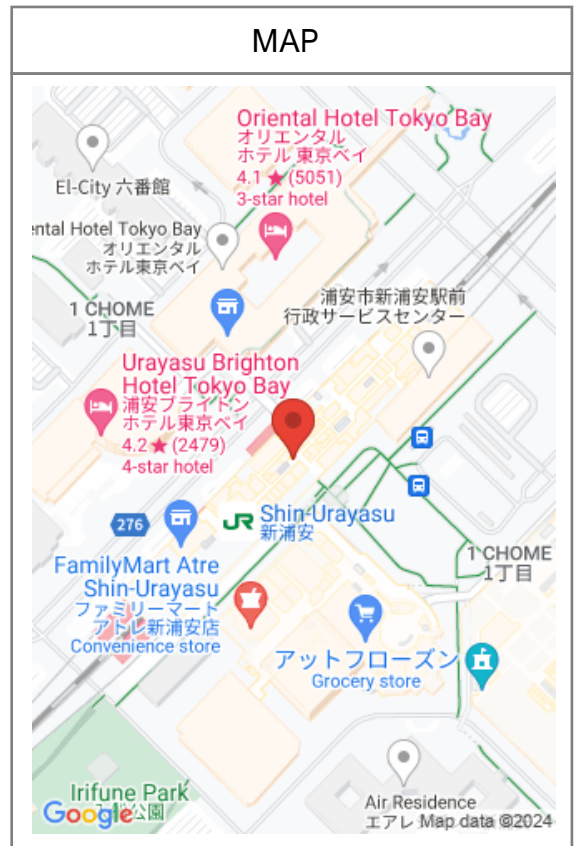 MAP
Oriental Hotel Tokyo Bay
オリエンタル
ホテル 東京ベイ
4.1 ★ (5051)
3-star hotel
El-City 六番館
ental Hotel Tokyo Bay
オリエンタル
ホテル東京ベイ
浦安市新浦安駅前
行政サービスセンター
1 CHOME
1丁目
Urayasu Brighton
Hotel Tokyo Bay
浦安ブライトン
ホテル東京ベイ
4.2 ★ (2479)
4-star hotel
276
JR
Shin-Urayasu
新浦安
1 CHOME
1丁目
FamilyMart Atre
Shin-Urayasu
ファミリーマート
アトレ新浦安店
Convenience store
アットフローズン
Grocery store
Irifune Park
公園
Google
Air Residence
エアレ
Map data ©2024